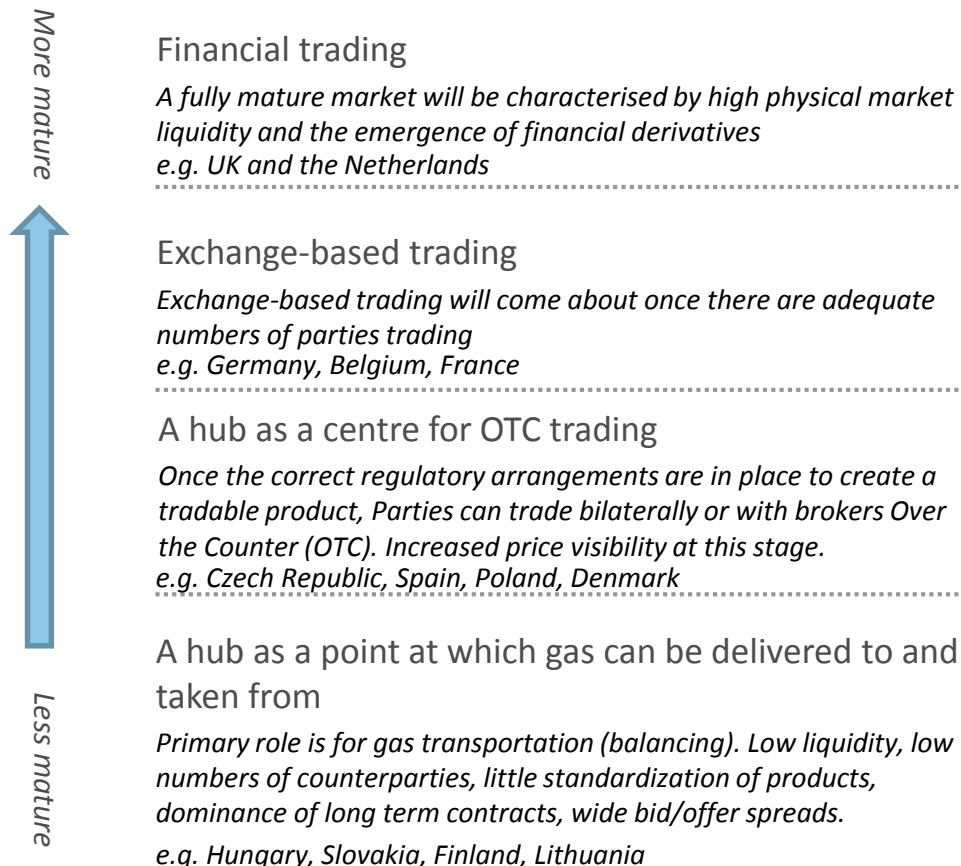 More mature
Financial trading
A fully mature market will be characterised by high physical market
liquidity and the emergence of financial derivatives
e.g. UK and the Netherlands
Exchange-based trading
Exchange-based trading will come about once there are adequate
numbers of parties trading
e.g. Germany, Belgium, France
A hub as a centre for OTC trading
Once the correct regulatory arrangements are in place to create a
tradable product, Parties can trade bilaterally or with brokers Over
the Counter (OTC). Increased price visibility at this stage.
e.g. Czech Republic, Spain, Poland, Denmark
Less mature
A hub as a point at which gas can be delivered to and
taken from
Primary role is for gas transportation (balancing). Low liquidity, low
numbers of counterparties, little standardization of products,
dominance of long term contracts, wide bid/offer spreads.
e.g. Hungary, Slovakia, Finland, Lithuania